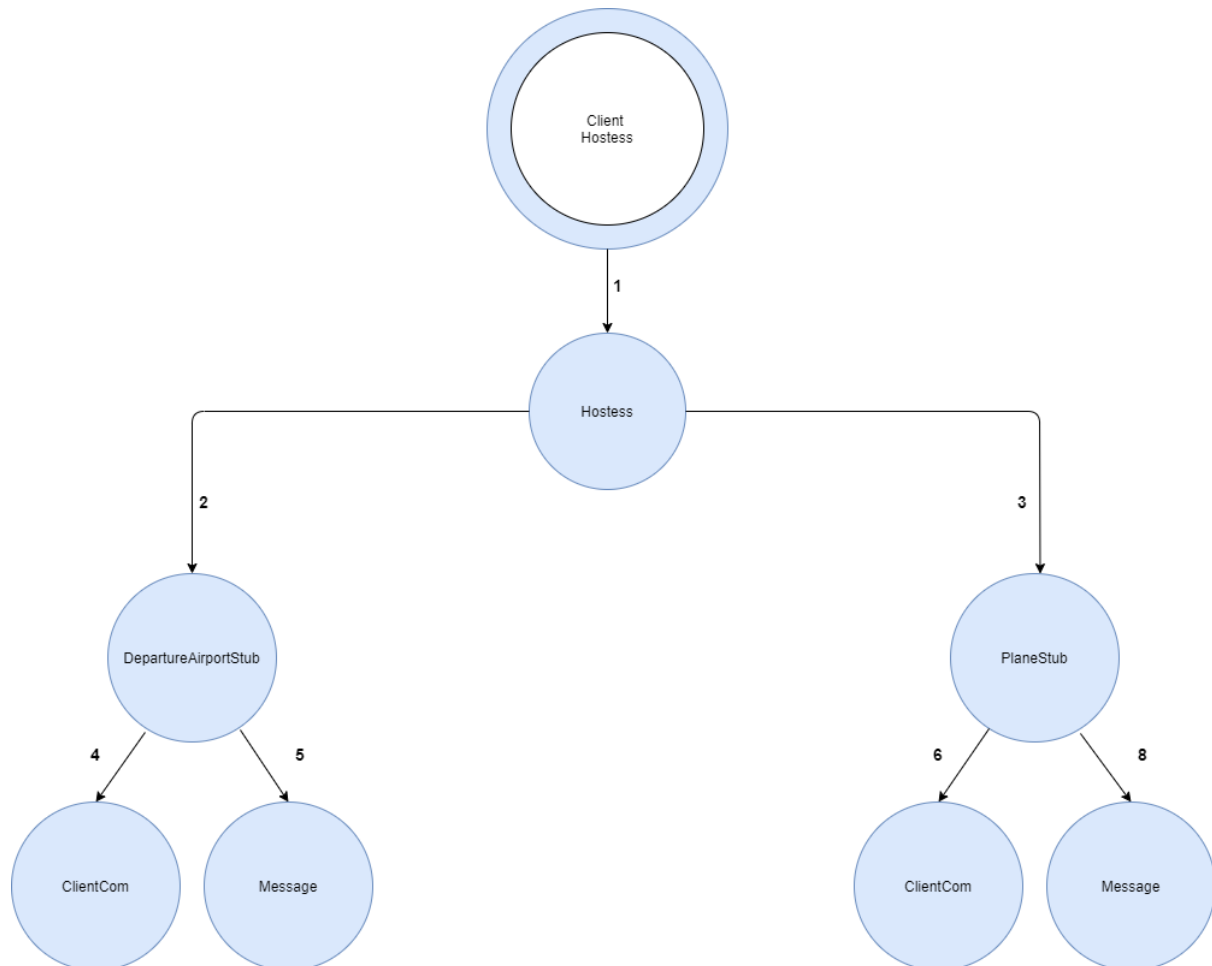 Client
Hostess
1
Hostess
2
3
DepartureAirportStub
PlaneStub
4
5
6
8
ClientCom
Message
ClientCom
Message